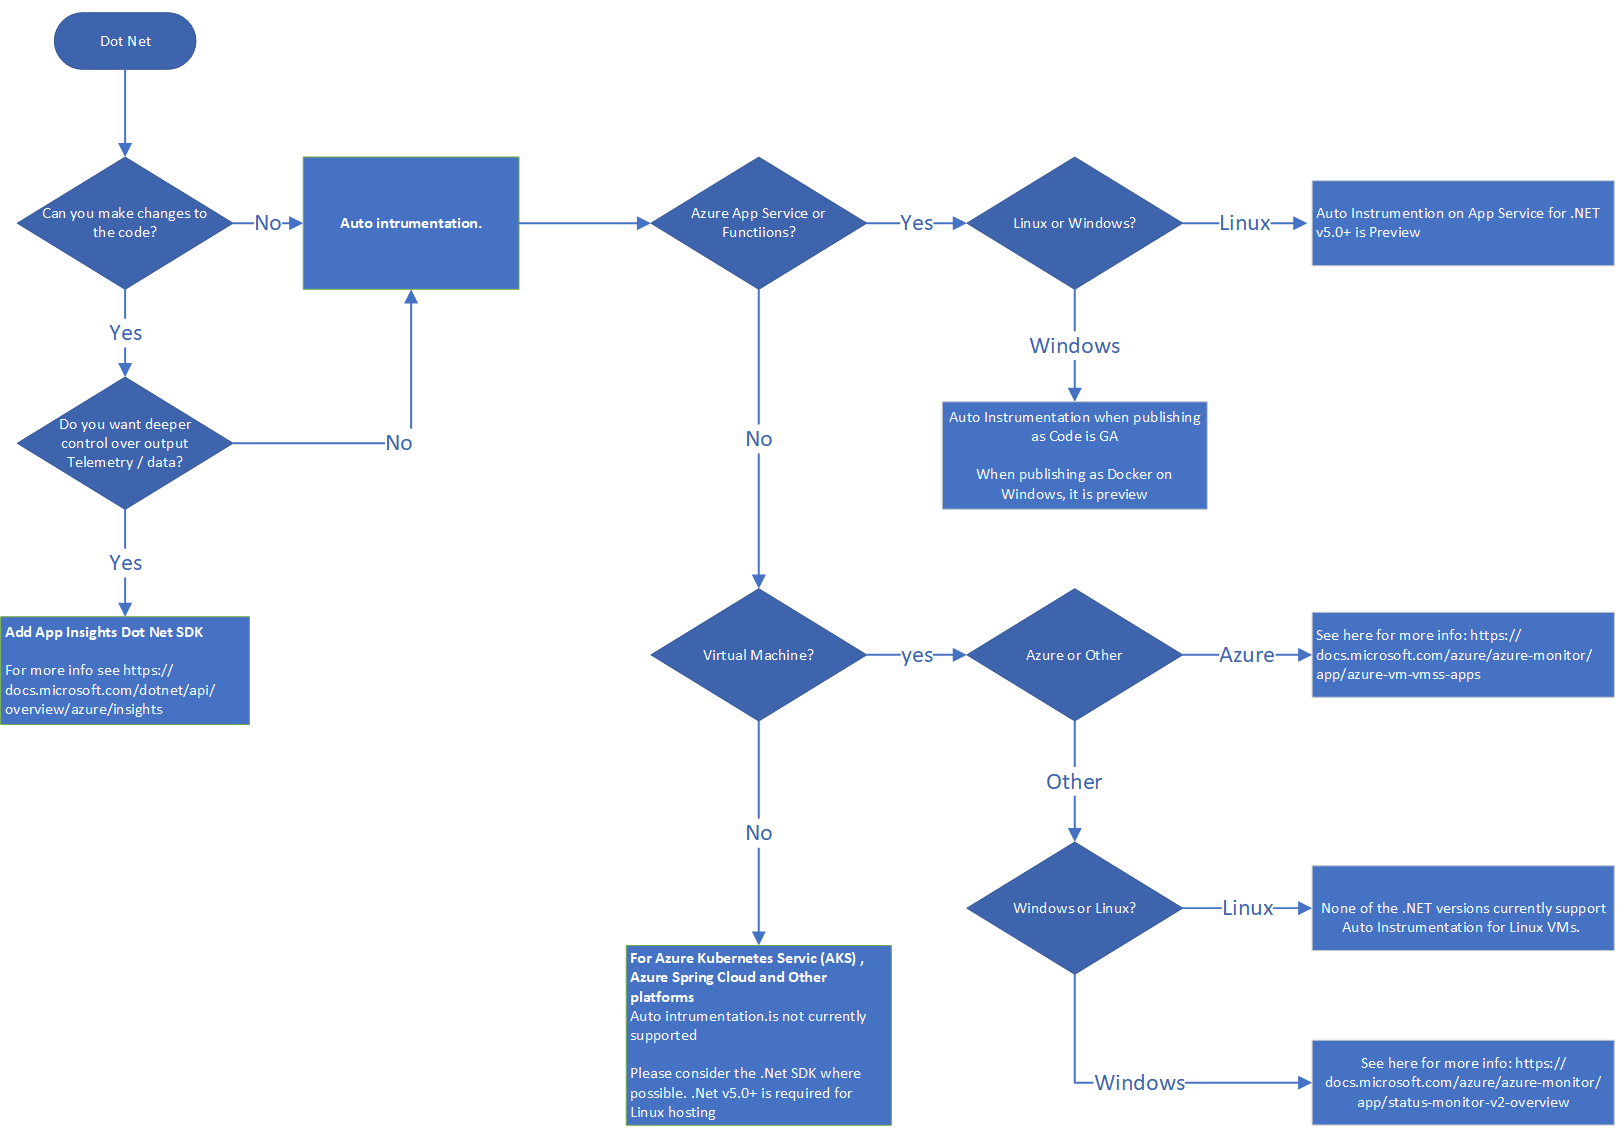 Dot Net
Can you make changes to
the code?
No
Auto intrumentation.
Azure App Service or
Functiions?
Yes
Linux or Windows?
Linux
Auto Instrumention on App Service for .NET
v5.0+ is Preview
Yes
Windows
Do you want deeper
control over output
Telemetry / data?
No
Auto Instrumentation when publishing
as Code is GA
When publishing as Docker on
Windows, it is preview
No
Yes
Add App Insights Dot Net SDK
For more info see https://
docs.microsoft.com/dotnet/api/
overview/azure/insights
Virtual Machine?
yes
Azure or Other
Azure
See here for more info: https://
docs.microsoft.com/azure/azure-monitor/
app/azure-vm-vmss-apps
Other
No
Windows or Linux?
Linux
None of the .NET versions currently support
Auto Instrumentation for Linux VMs.
For Azure Kubernetes Servic (AKS) ,
Azure Spring Cloud and Other
platforms
Auto intrumentation.is not currently
supported
Please consider the .Net SDK where
possible. .Net v5.0+ is required for
Linux hosting
Windows
See here for more info: https://
docs.microsoft.com/azure/azure-monitor/
app/status-monitor-v2-overview